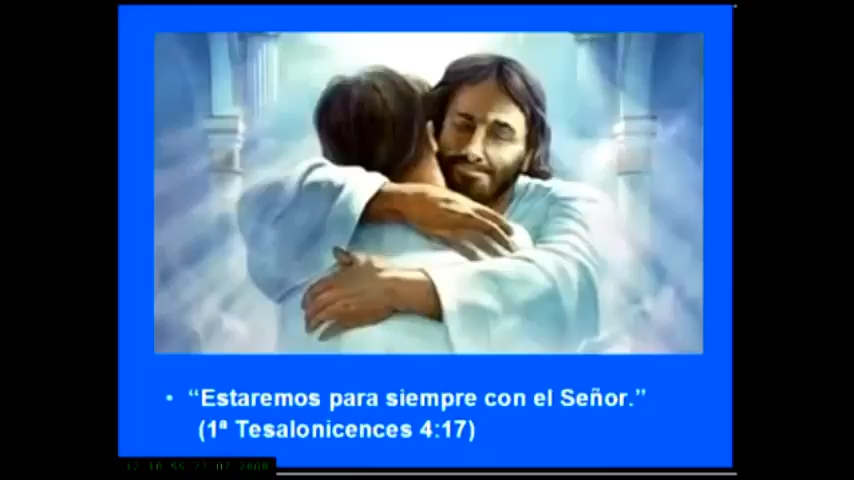 • “Estaremos para siempre con el Señor.”
(1ª Tesalonicences 4:17)